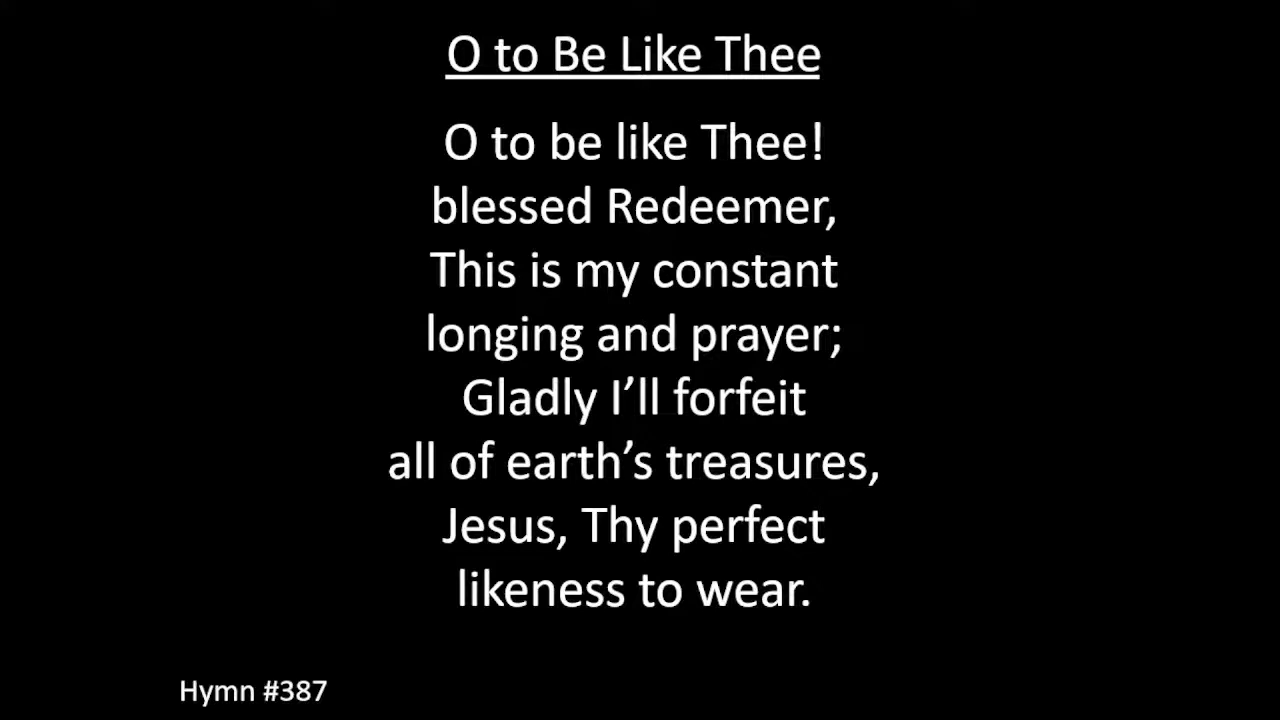 O to Be Like Thee
O to be like Thee!
blessed Redeemer,
This is my constant
longing and prayer;
Gladly I’ll forfeit
all of earth’s treasures,
Jesus, Thy perfect
likeness to wear.
Hymn #387